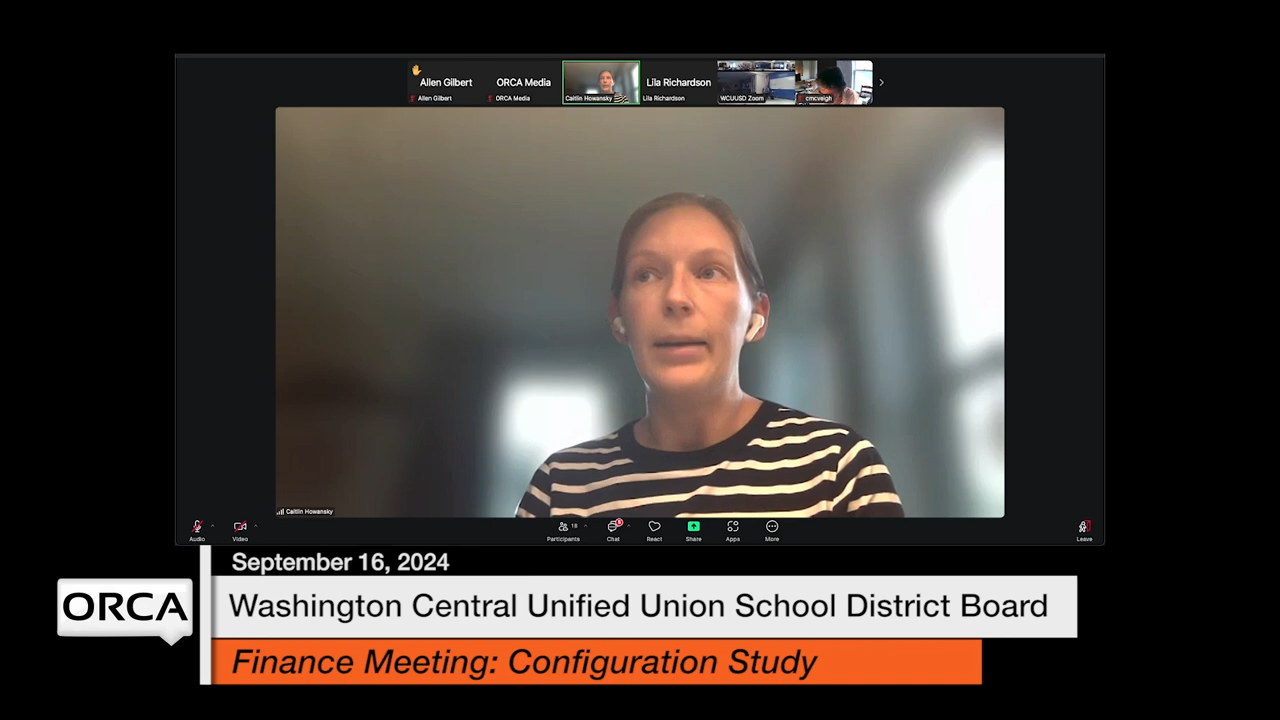 Allen Gilbert
ORCA Media
Lila Richardson
Allen Gilbert
ORCA Media
Caitlin Howansky
Lila Richardson
WCUUSD Zoom
cmcveigh
Caitlin Howansky
Audio
Video
Participants
18
Chat
Share
React
Apps
More
Leave
September 16, 2024
ORCA
Washington Central Unified Union School District Board
Finance Meeting: Configuration Study